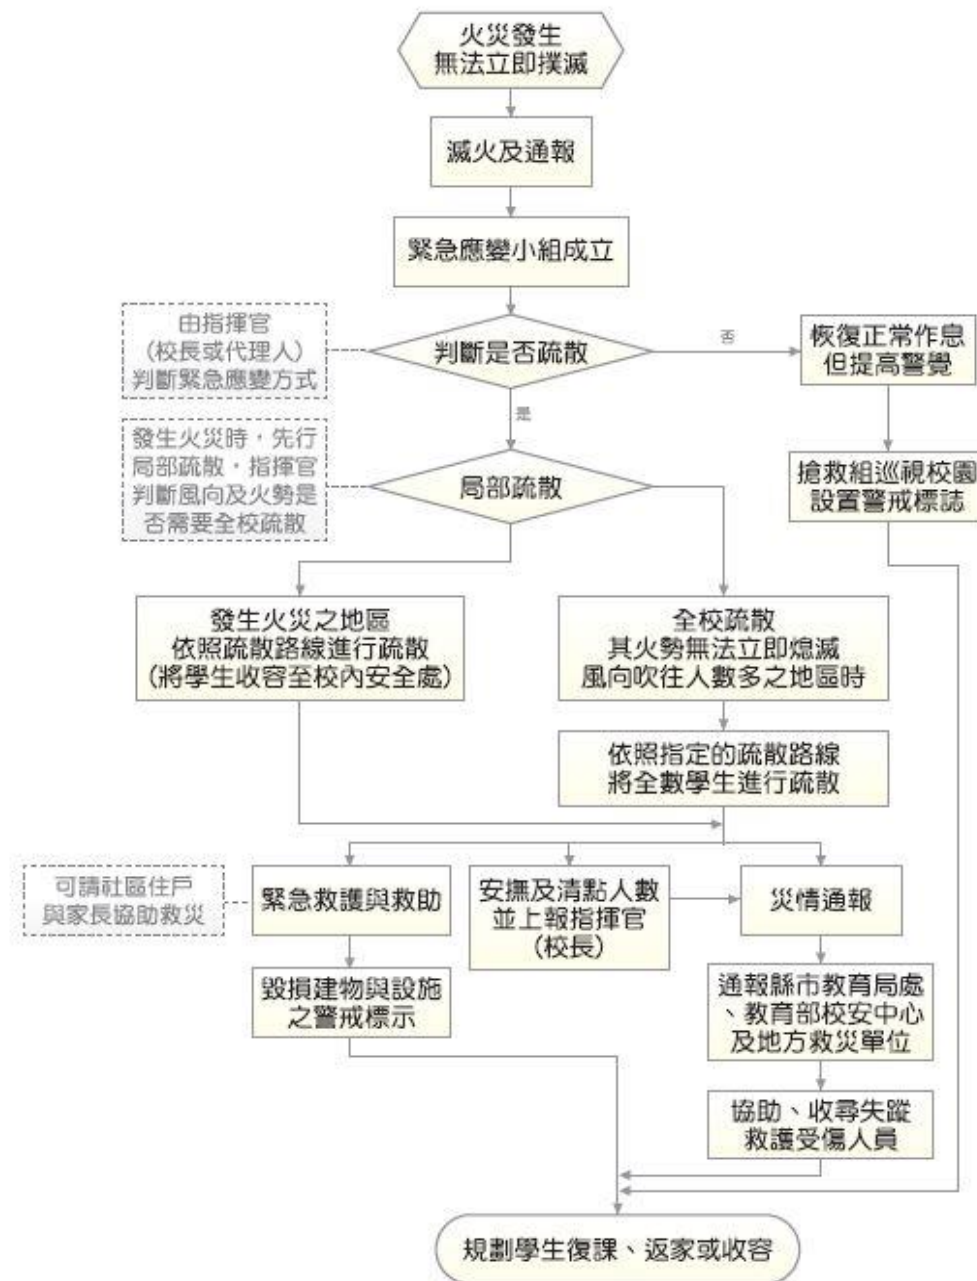 火災發生
無法立即撲滅
滅火及通報
緊急應變小組成立
由指揮官
(校長或代理人)
判斷緊急應變方式
判斷是否疏散
否
恢復正常作息
但提高警覺
是
發生火災時，先行
局部疏散，指揮官
判斷風向及火勢是
否需要全校疏散
局部疏散
搶救組巡視校園
設置警戒標誌
發生火災之地區
依照疏散路線進行疏散
(將學生收容至校內安全處)
全校疏散
其火勢無法立即熄滅
風向吹往人數多之地區時
依照指定的疏散路線
將全數學生進行疏散
可請社區住戶
與家長協助救災
緊急救護與救助
安撫及清點人數
並上報指揮官
(校長)
災情通報
毀損建物與設施
之警戒標示
通報縣市教育局處
、教育部校安中心
及地方救災單位
協助、收尋失蹤
救護受傷人員
規劃學生復課、返家或收容